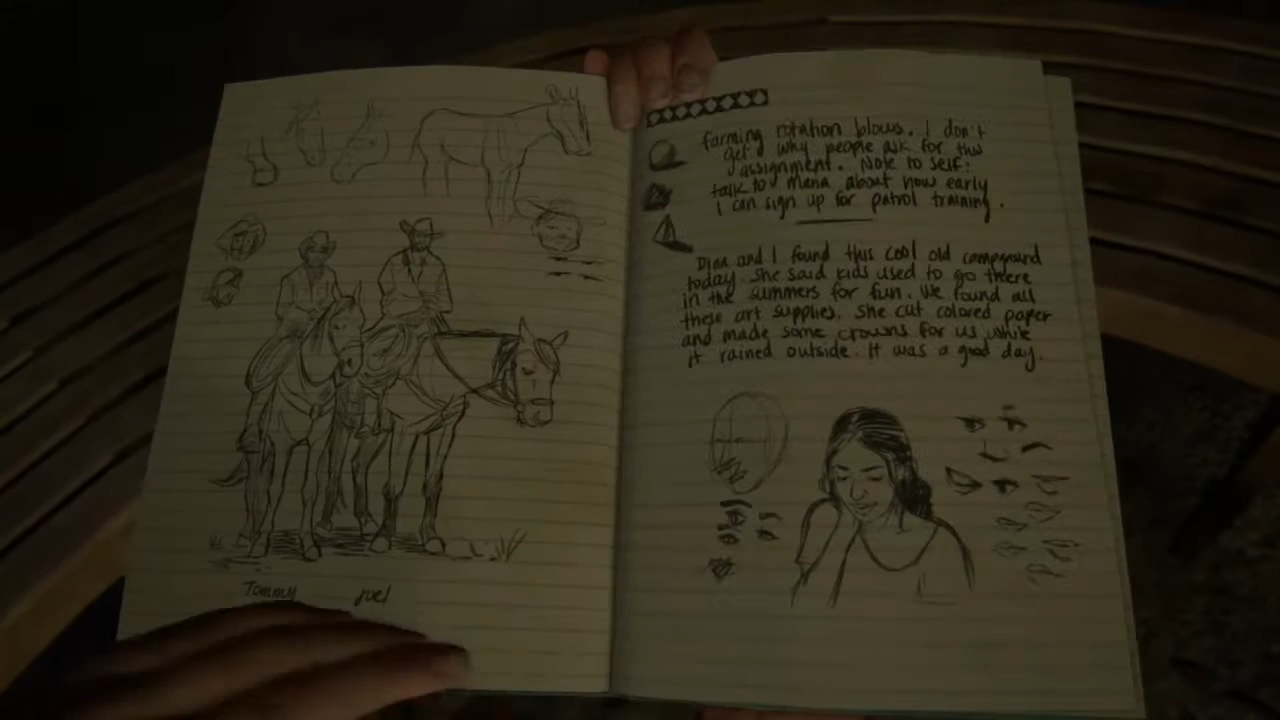 Tommy
Joel
farming rotation blows. I don't
get why people ask for this
assignment. Note to self:
talk to Maria about how early
I can sign up for patrol training.
Dina and I found this cool old campground
today. She said kids used to go there
in the summers for fun. We found all
these art supplies. She cut colored paper
and made some crowns for us while
it rained outside. It was a good day.